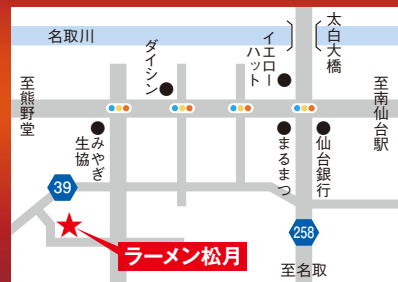 名取川
太白大橋
イエロー
ハット
ダイシン
至熊野堂
至南仙台駅
みやぎ
生協
まるまつ
仙台銀行
39
258
ラーメン松月
至名取